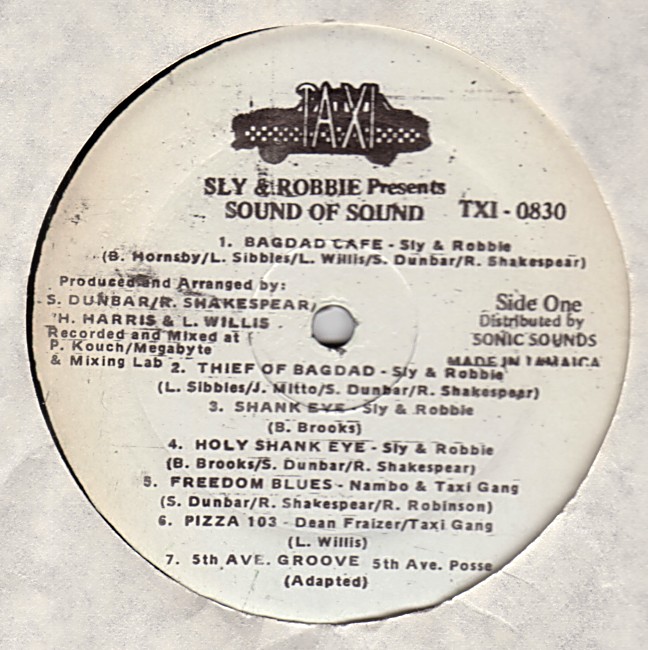 TAXI
SLY & ROBBIE Presents
SOUND OF SOUND TXI - 0830
1. BAGDAD CAFE - Sly & Robbie
(B. Hornsby/L. Sibbles/L. Willis/S. Dunbar/R. Shakespear)
Produced and Arranged by:
S. DUNBAR/R. SHAKESPEAR/
H. HARRIS & L. WILLIS
Recorded and Mixed at
P. Kouch/Megabyte
& Mixing Lab
Side One
Distributed by
SONIC SOUNDS
MADE IN JAMAICA
2. THIEF OF BAGDAD - Sly & Robbie
(L. Sibbles/J. Mitto/S. Dunbar/R. Shakespear)
3. SHANK EYE - Sly & Robbie
(B. Brooks)
4. HOLY SHANK EYE - Sly & Robbie
(B. Brooks/S. Dunbar/R. Shakespear)
5. FREEDOM BLUES - Nambo & Taxi Gang
(S. Dunbar/R. Shakespear/R. Robinson)
6. PIZZA 103 - Dean Fraizer/Taxi Gang
(L. Willis)
7. 5th AVE. GROOVE 5th Ave. Posse
(Adapted)